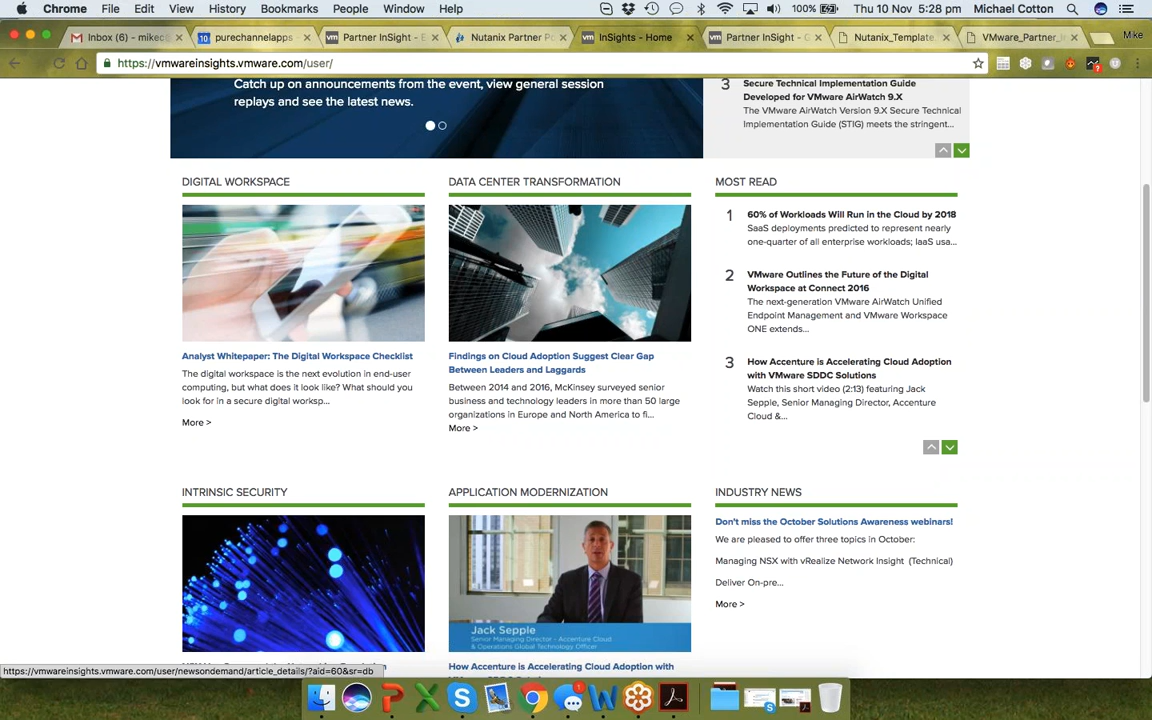 Chrome File Edit View History Bookmarks People Window Help 100% Thu 10 Nov 5:28 pm Michael Cotton
Inbox (6) - mikec@ purechannelapps Partner InSight - E Nutanix Partner Po InSights - Home Partner InSight - C Nutanix_Template. VMware_Partner_In Mike
https://vmwareinsights.vmware.com/user/
Catch up on announcements from the event, view general session
replays and see the latest news.
3 Secure Technical Implementation Guide
Developed for VMware AirWatch 9.X
The VMware AirWatch Version 9.X Secure Technical
Implementation Guide (STIG) meets the stringent...
DIGITAL WORKSPACE
Analyst Whitepaper: The Digital Workspace Checklist
The digital workspace is the next evolution in end-user
computing, but what does it look like? What should you
look for in a secure digital worksp...
More >
DATA CENTER TRANSFORMATION
Findings on Cloud Adoption Suggest Clear Gap
Between Leaders and Laggards
Between 2014 and 2016, McKinsey surveyed senior
business and technology leaders in more than 50 large
organizations in Europe and North America to fi...
More >
MOST READ
1 60% of Workloads Will Run in the Cloud by 2018
SaaS deployments predicted to represent nearly
one-quarter of all enterprise workloads; IaaS usa...
2 VMware Outlines the Future of the Digital
Workspace at Connect 2016
The next-generation VMware AirWatch Unified
Endpoint Management and VMware Workspace
ONE extends...
3 How Accenture is Accelerating Cloud Adoption
with VMware SDDC Solutions
Watch this short video (2:13) featuring Jack
Sepple, Senior Managing Director, Accenture
Cloud &...
INTRINSIC SECURITY
APPLICATION MODERNIZATION
Jack Sepple
Senior Managing Director - Accenture Cloud
& Operations Global Technology Officer
How Accenture is Accelerating Cloud Adoption with
INDUSTRY NEWS
Don't miss the October Solutions Awareness webinars!
We are pleased to offer three topics in October:
Managing NSX with vRealize Network Insight (Technical)
Deliver On-pre...
More >
https://vmwareinsights.vmware.com/user/newsondemand/article_details/?aid=60&sr=db